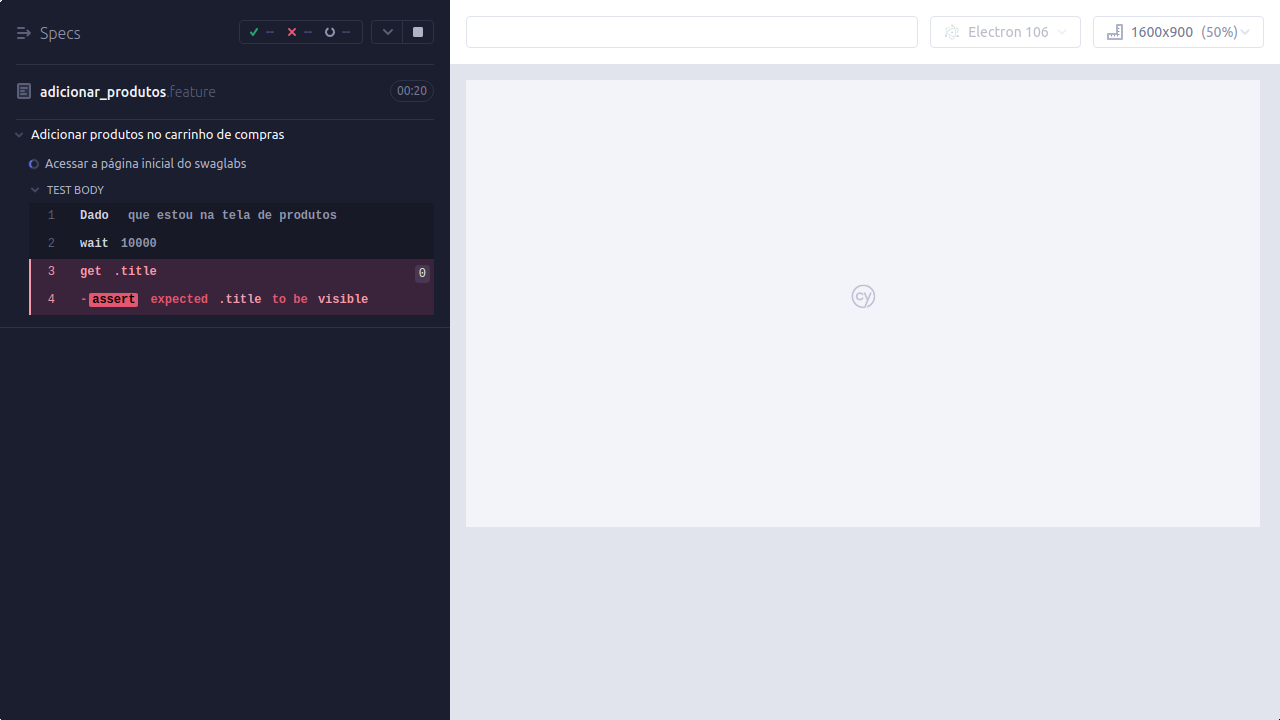 Specs
--
--
--
adicionar_produtos.feature
00:20
Adicionar produtos no carrinho de compras
Acessar a página inicial do swaglabs
TEST BODY
1 Dado que estou na tela de produtos
2 wait 10000
3 get .title 0
4 -assert expected .title to be visible
Electron 106
1600x900 (50%)
cy